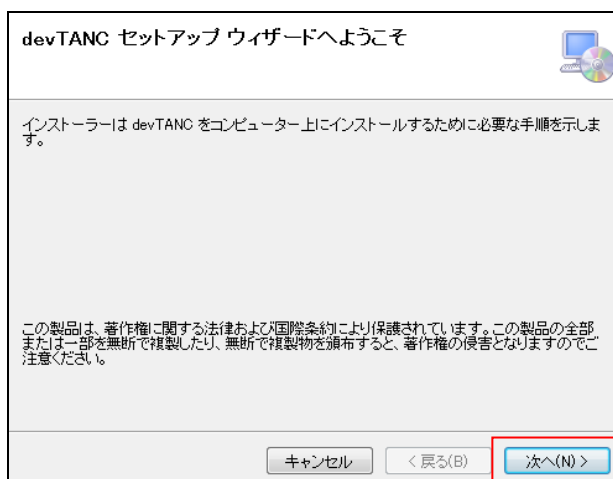 devTANC セットアップ ウィザードへようこそ
インストーラーは devTANC をコンピューター上にインストールするために必要な手順を示しま
す。
この製品は、著作権に関する法律および国際条約により保護されています。この製品の全部
または一部を無断で複製したり、無断で複製物を頒布すると、著作権の侵害となりますのでご
注意ください。
キャンセル < 戻る(B) 次へ(N) >